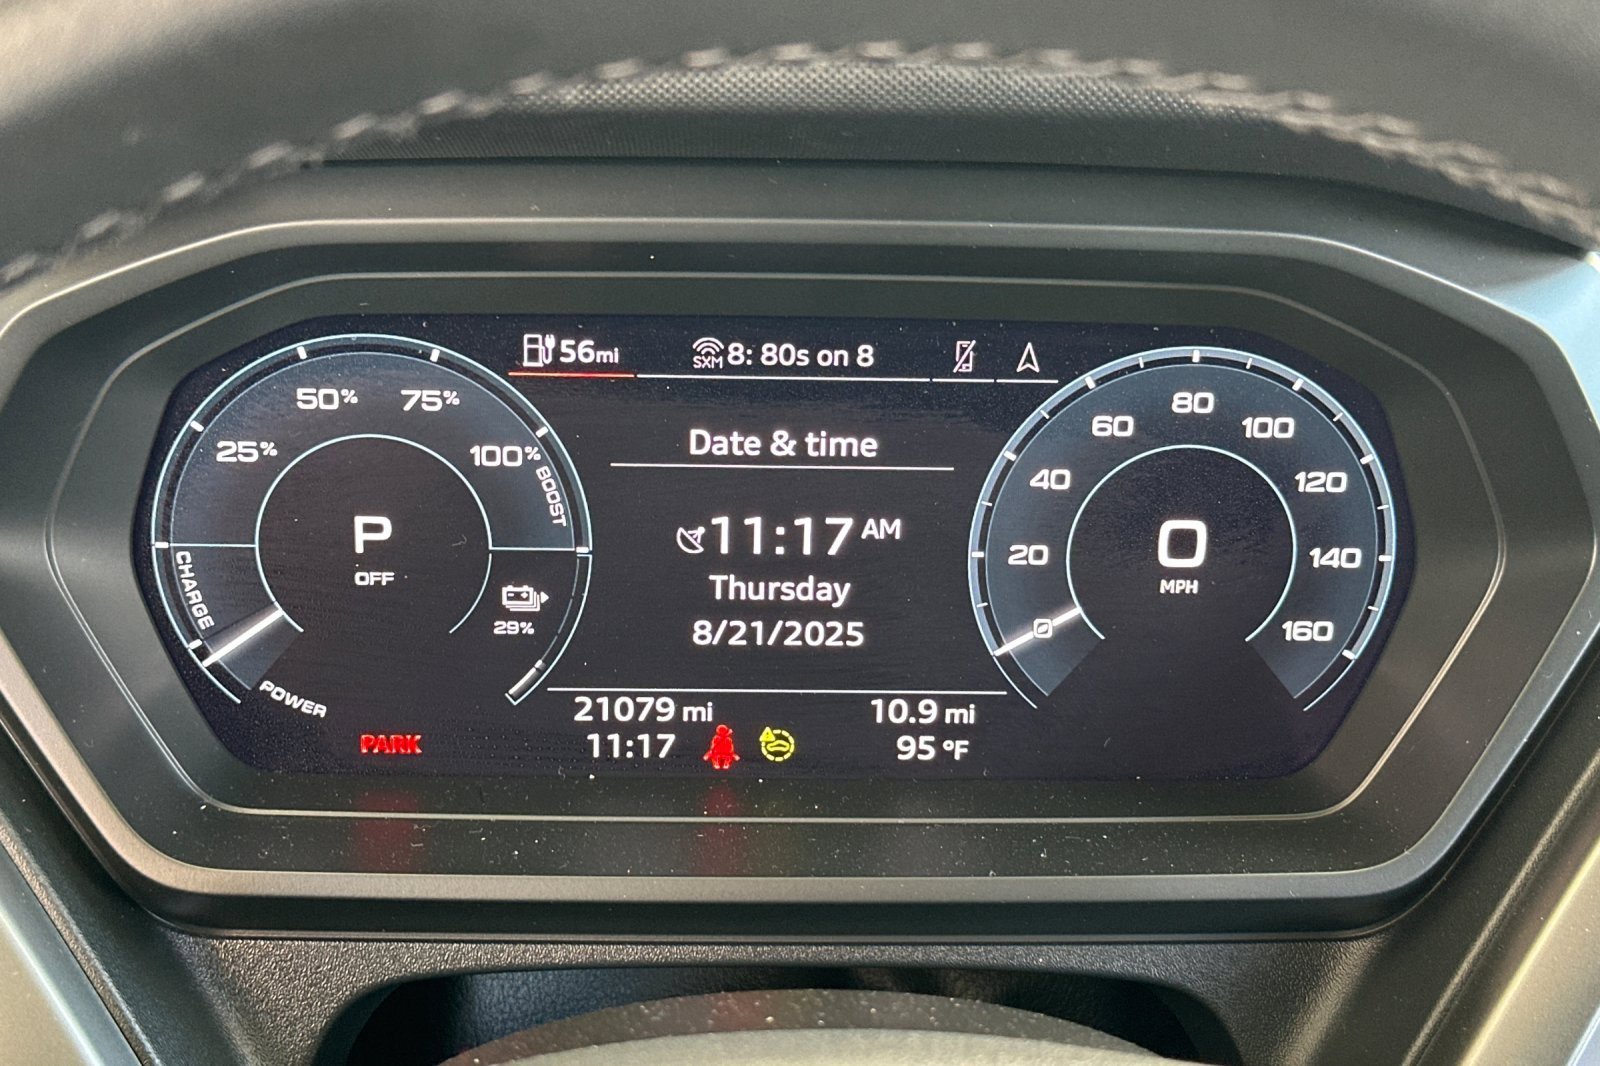 56mi
SXM 8: 80s on 8
Date & time
11:17 AM
Thursday
8/21/2025
25%
50%
75%
100%
BOOST
CHARGE
POWER
P
OFF
29%
20
40
60
80
100
120
140
160
0
MPH
21079 mi
10.9 mi
PARK
11:17
95 °F